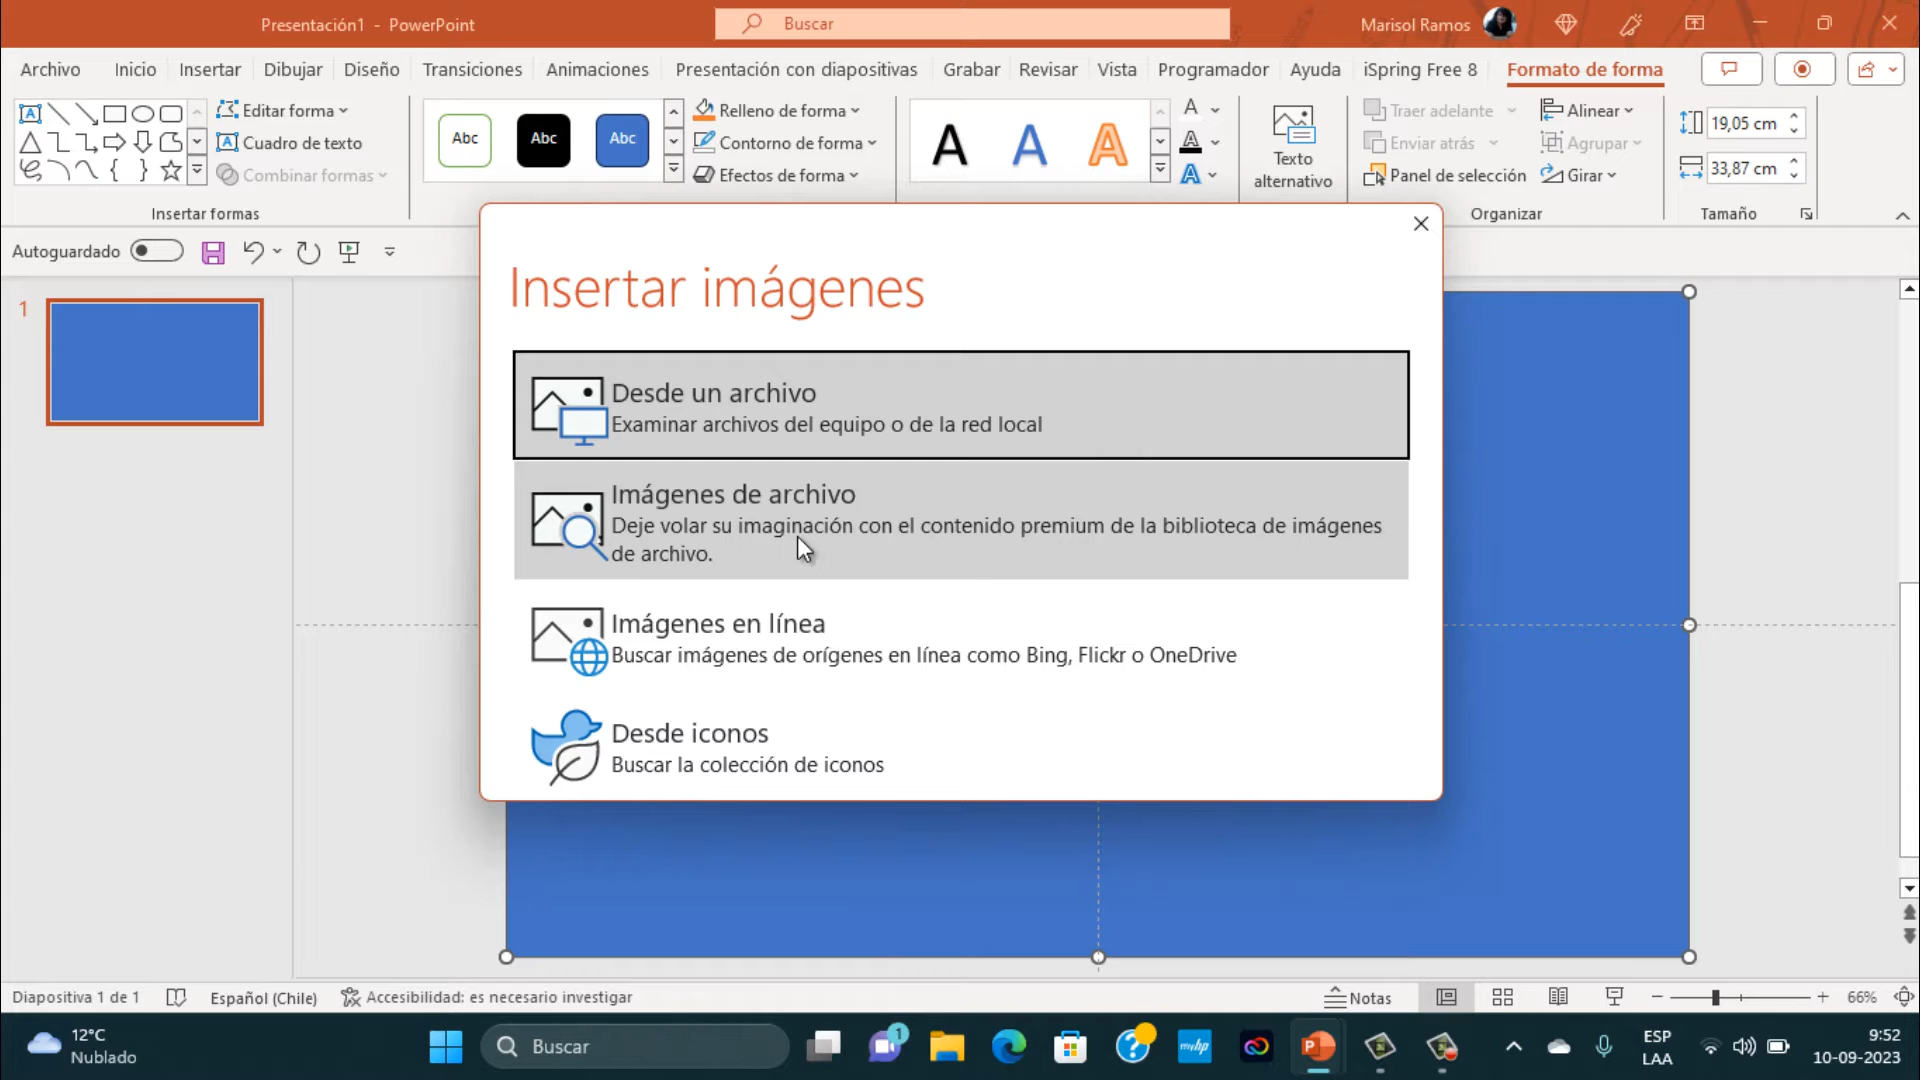 Presentación1 - PowerPoint
Buscar
Marisol Ramos
Archivo Inicio Insertar Dibujar Diseño Transiciones Animaciones Presentación con diapositivas Grabar Revisar Vista Programador Ayuda iSpring Free 8 Formato de forma
Editar forma
Cuadro de texto
Combinar formas
Insertar formas
Abc Abc Abc
Relleno de forma
Contorno de forma
Efectos de forma
A A A
A
A
A
Texto
alternativo
Traer adelante
Enviar atrás
Panel de selección
Alinear
Agrupar
Girar
Organizar
19,05 cm
33,87 cm
Tamaño
Autoguardado
1
Insertar imágenes
Desde un archivo
Examinar archivos del equipo o de la red local
Imágenes de archivo
Deje volar su imaginación con el contenido premium de la biblioteca de imágenes
de archivo.
Imágenes en línea
Buscar imágenes de orígenes en línea como Bing, Flickr o OneDrive
Desde iconos
Buscar la colección de iconos
Diapositiva 1 de 1
Español (Chile)
Accesibilidad: es necesario investigar
Notas
66%
12°C
Nublado
Buscar
1
myhp
P
ESP
LAA
9:52
10-09-2023